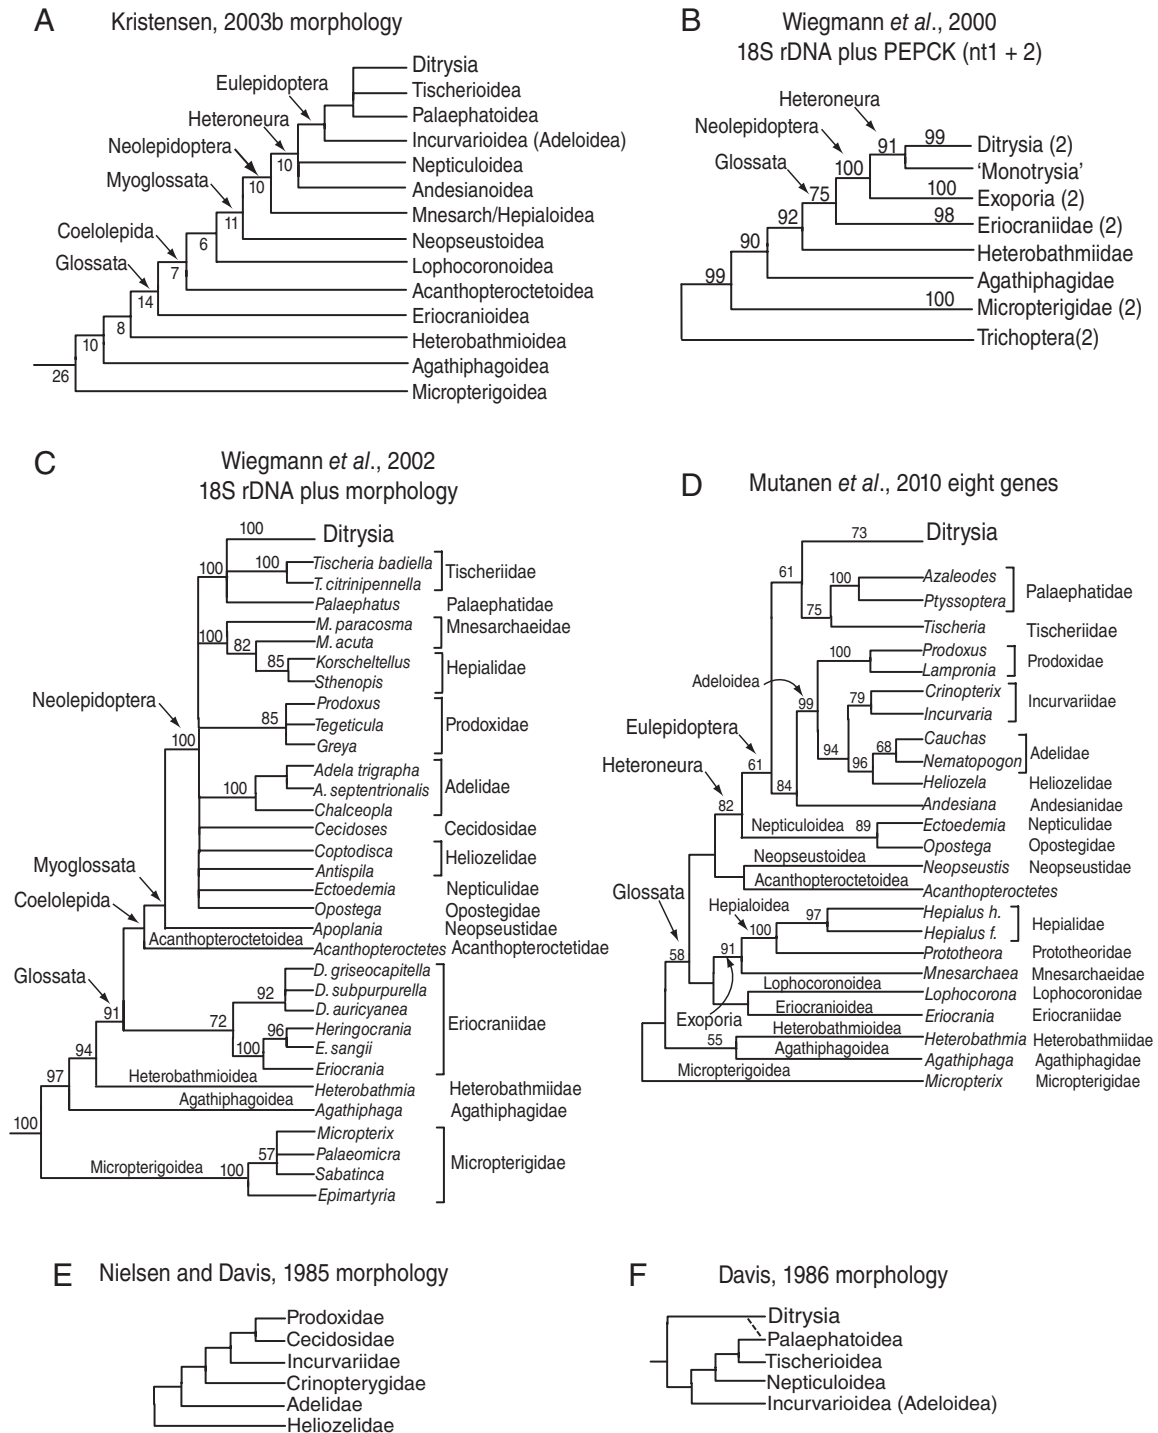 A
Kristensen, 2003b morphology
Ditrysia
Tischerioidea
Palaephatoidea
Incurvarioidea (Adeloidea)
Nepticuloidea
Andesianoidea
Mnesarch/Hepialoidea
Neopseustoidea
Lophocoronoidea
Acanthopteroctetoidea
Eriocranioidea
Heterobathmioidea
Agathiphagoidea
Micropterigoidea
Eulepidoptera
Heteroneura
Neolepidoptera
Myoglossata
Coelolepida
Glossata
10
10
11
6
7
14
8
10
26
B
Wiegmann et al., 2000
18S rDNA plus PEPCK (nt1 + 2)
Heteroneura
Neolepidoptera
Glossata
99
91
100
100
75
98
92
90
99
100
Ditrysia (2)
‘Monotrysia’
Exoporia (2)
Eriocraniidae (2)
Heterobathmiidae
Agathiphagidae
Micropterigidae (2)
Trichoptera(2)
C
Wiegmann et al., 2002
18S rDNA plus morphology
100
Ditrysia
100
100
Tischeria badiella
T. citrinipennella
Tischeriidae
Palaephatus
Palaephatidae
100
M. paracosma
M. acuta
Mnesarchaeidae
82
85
Korscheltellus
Sthenopis
Hepialidae
Neolepidoptera
100
85
Prodoxus
Tegeticula
Greya
Prodoxidae
100
Adela trigrapha
A. septentrionalis
Chalceopla
Adelidae
Cecidoses
Cecidosidae
Coptodisca
Antispila
Heliozelidae
Ectoedemia
Nepticulidae
Opostega
Opostegidae
Myoglossata
Coelolepida
Apoplania
Neopseustidae
Acanthopteroctetoidea
Acanthopteroctetes
Acanthopteroctetidae
Glossata
91
72
92
D. griseocapitella
D. subpurpurella
D. auricyanea
100
96
Heringocrania
E. sangii
Eriocrania
Eriocraniidae
94
Heterobathmioidea
Heterobathmia
Heterobathmiidae
97
Agathiphagoidea
Agathiphaga
Agathiphagidae
100
Micropterigoidea
100
57
Micropterix
Palaeomicra
Sabatinca
Epimartyria
Micropterigidae
D
Mutanen et al., 2010 eight genes
73
Ditrysia
61
100
75
Azaleodes
Ptyssoptera
Palaephatidae
Tischeria
Tischeriidae
100
Prodoxus
Lampronia
Prodoxidae
Adeloidea
99
79
Crinopterix
Incurvaria
Incurvariidae
94
68
96
Cauchas
Nematopogon
Adelidae
Heliozela
Heliozelidae
Eulepidoptera
61
84
Andesiana
Andesianidae
Heteroneura
82
Nepticuloidea
89
Ectoedemia
Nepticulidae
Opostega
Opostegidae
Neopseustoidea
Neopseustis
Neopseustidae
Acanthopteroctetoidea
Acanthopteroctetes
Glossata
58
Hepialoidea
97
100
91
Hepialus h.
Hepialus f.
Hepialidae
Prototheora
Prototheoridae
Mnesarchaea
Mnesarchaeidae
Exoporia
Lophocoronoidea
Lophocorona
Lophocoronidae
Eriocranioidea
Eriocrania
Eriocraniidae
Heterobathmioidea
55
Heterobathmia
Heterobathmiidae
Agathiphagoidea
Agathiphaga
Agathiphagidae
Micropterigoidea
Micropterix
Micropterigidae
E
Nielsen and Davis, 1985 morphology
Prodoxidae
Cecidosidae
Incurvariidae
Crinopterygidae
Adelidae
Heliozelidae
F
Davis, 1986 morphology
Ditrysia
Palaephatoidea
Tischerioidea
Nepticuloidea
Incurvarioidea (Adeloidea)